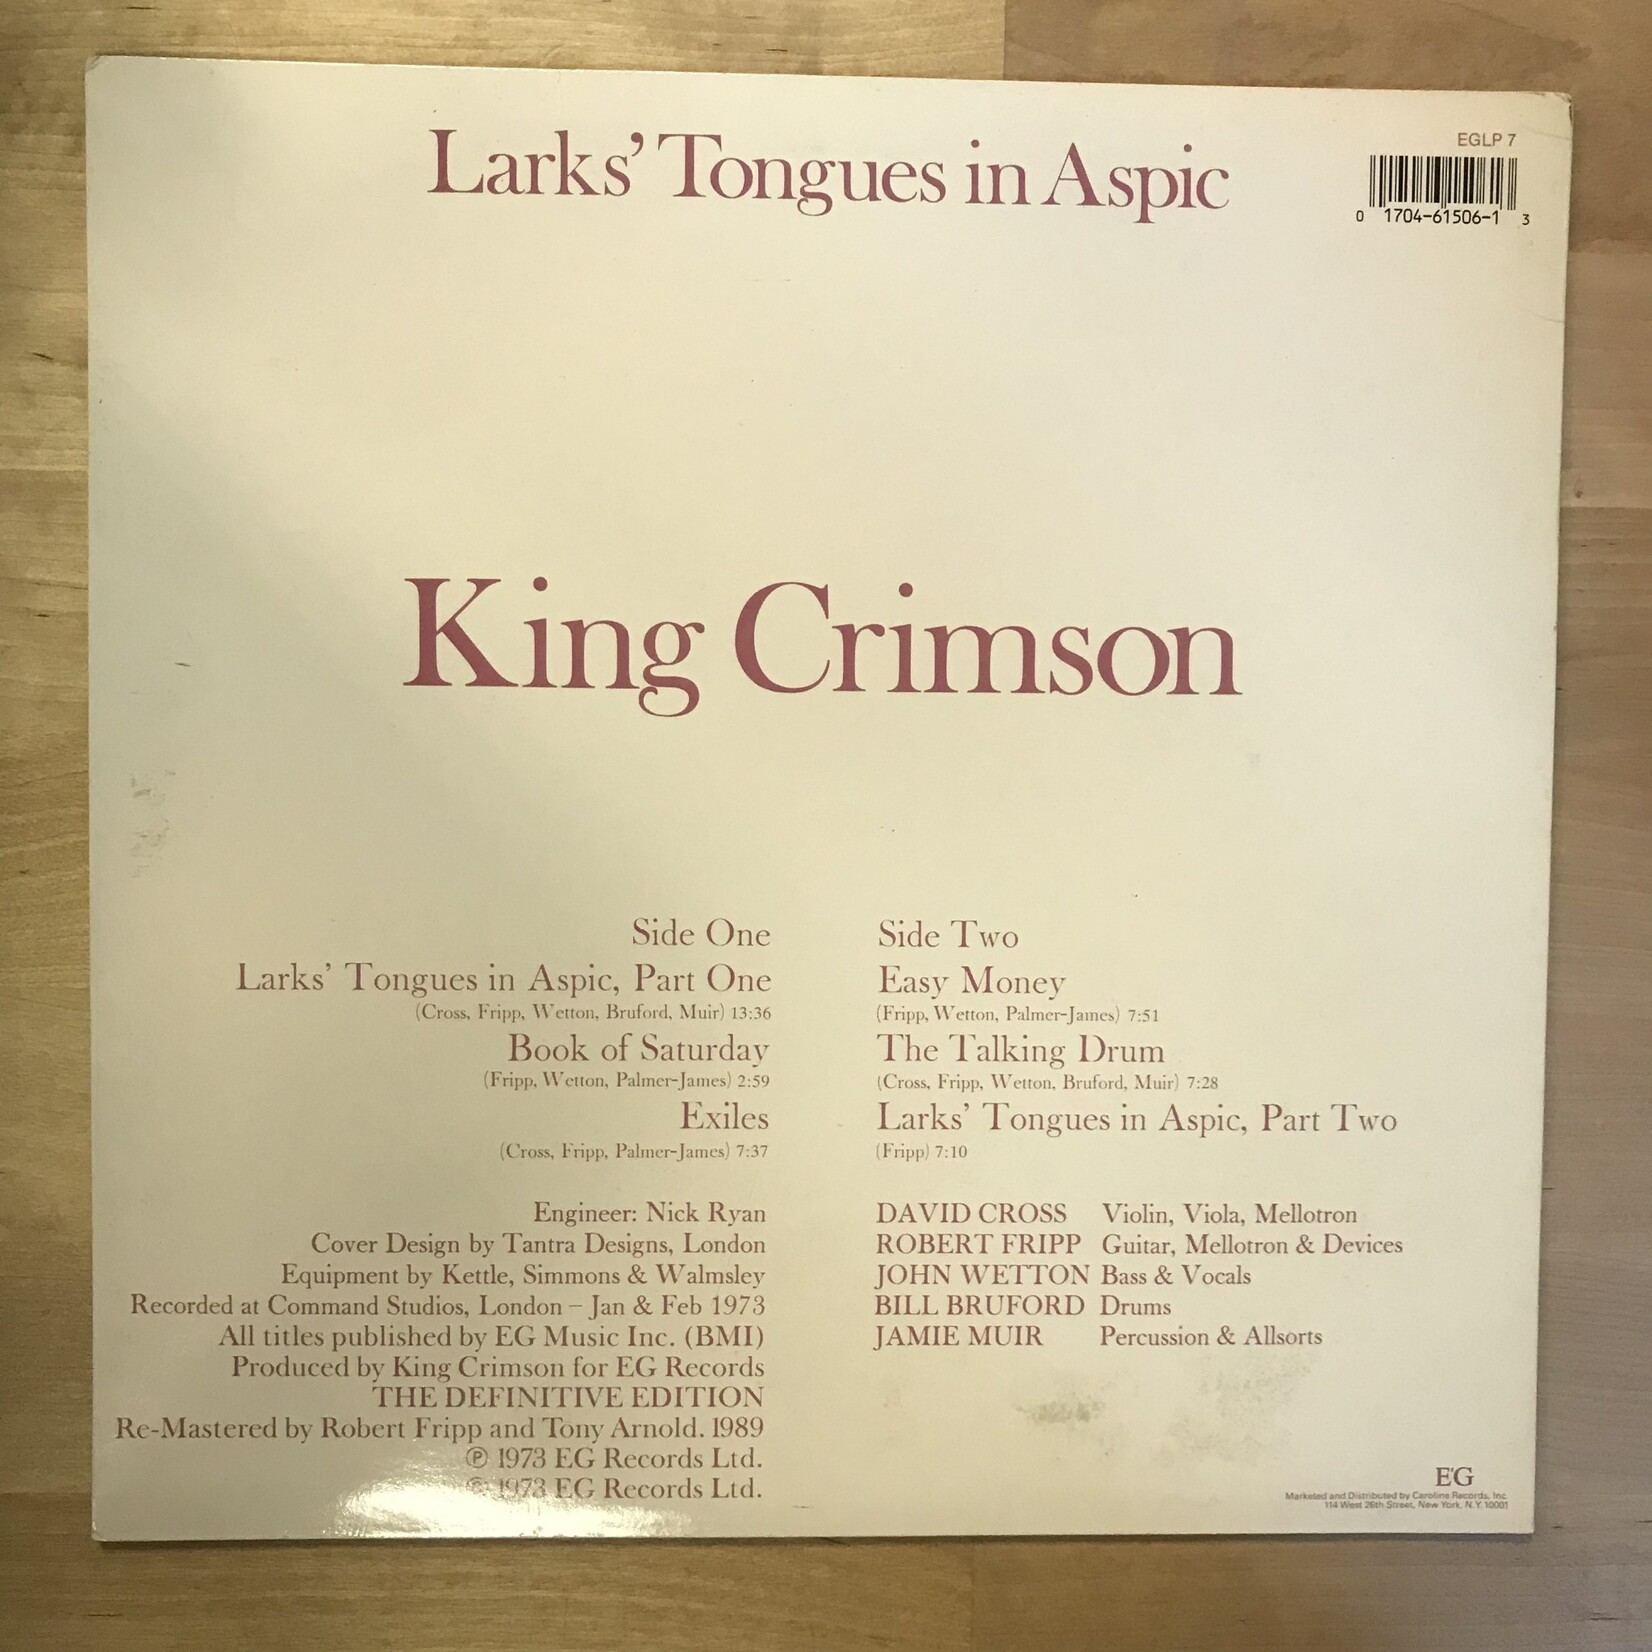 Larks' Tongues in Aspic
EGLP 7
0 1704-61506-1 3
King Crimson
Side One
Larks' Tongues in Aspic, Part One
(Cross, Fripp, Wetton, Bruford, Muir) 13:36
Book of Saturday
(Fripp, Wetton, Palmer-James) 2:59
Exiles
(Cross, Fripp, Palmer-James) 7:37
Side Two
Easy Money
(Fripp, Wetton, Palmer-James) 7:51
The Talking Drum
(Cross, Fripp, Wetton, Bruford, Muir) 7:28
Larks' Tongues in Aspic, Part Two
(Fripp) 7:10
Engineer: Nick Ryan
Cover Design by Tantra Designs, London
Equipment by Kettle, Simmons & Walmsley
Recorded at Command Studios, London – Jan & Feb 1973
All titles published by EG Music Inc. (BMI)
Produced by King Crimson for EG Records
THE DEFINITIVE EDITION
Re-Mastered by Robert Fripp and Tony Arnold. 1989
℗ 1973 EG Records Ltd.
© 1973 EG Records Ltd.
DAVID CROSS Violin, Viola, Mellotron
ROBERT FRIPP Guitar, Mellotron & Devices
JOHN WETTON Bass & Vocals
BILL BRUFORD Drums
JAMIE MUIR Percussion & Allsorts
E'G
Marketed and Distributed by Caroline Records, Inc.
114 West 26th Street, New York, N.Y. 10001